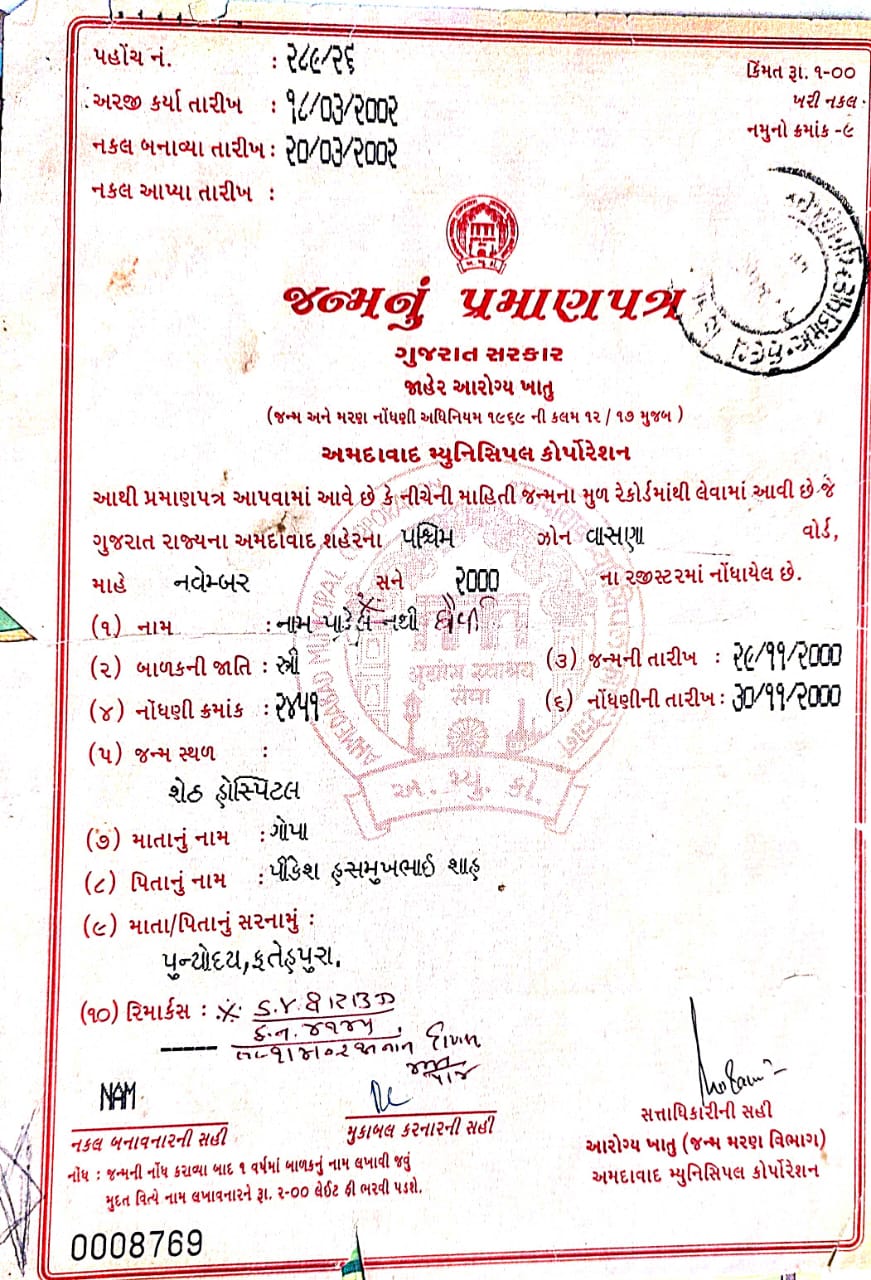 પહોંચ નં. : ૨૮૯/૨૬
કિંમત રૂા. ૧-૦૦
અરજી કર્યા તારીખ : ૧૮/૦૩/૨૦૦૨
ખરી નકલ
નકલ બનાવ્યા તારીખ : ૨૦/૦૩/૨૦૦૨
નમુનો ક્રમાંક -૯
નકલ આપ્યા તારીખ :
જન્મનું પ્રમાણપત્ર
ગુજરાત સરકાર
જાહેર આરોગ્ય ખાતુ
(જન્મ અને મરણ નોંધણી અધિનિયમ ૧૯૬૯ ની કલમ ૧૨ / ૧૭ મુજબ )
અમદાવાદ મ્યુનિસિપલ કોર્પોરેશન
આથી પ્રમાણપત્ર આપવામાં આવે છે કે નીચેની માહિતી જન્મના મુળ રેકોર્ડમાંથી લેવામાં આવી છે જે
ગુજરાત રાજ્યના અમદાવાદ શહેરના પશ્ચિમ ઝોન વાસણા વોર્ડ,
માહે નવેમ્બર સને ૨૦૦૦ ના રજીસ્ટરમાં નોંધાયેલ છે.
(૧) નામ : નામ પાડેલ નથી
(૨) બાળકની જાતિ : સ્ત્રી (૩) જન્મની તારીખ : ૨૯/૧૧/૨૦૦૦
(૪) નોંધણી ક્રમાંક : ૨૪૫૧ (૬) નોંધણીની તારીખ : ૩૦/૧૧/૨૦૦૦
(૫) જન્મ સ્થળ :
શેઠ હોસ્પિટલ
(૭) માતાનું નામ : ગોપા
(૮) પિતાનું નામ : પીંકેશ હસમુખભાઈ શાહ
(૯) માતા/પિતાનું સરનામું :
પુન્યોદય, ફતેહપુરા.
(૧૦) રિમાર્કસ :
-----
NAM
નકલ બનાવનારની સહી
મુકાબલ કરનારની સહી
સત્તાધિકારીની સહી
આરોગ્ય ખાતુ (જન્મ મરણ વિભાગ)
અમદાવાદ મ્યુનિસિપલ કોર્પોરેશન
નોંધ : જન્મની નોંધ કરાવ્યા બાદ ૧ વર્ષમાં બાળકનું નામ લખાવી જવું
મુદત વિત્યે નામ લખાવનારને રૂા. ૨-૦૦ લેઈટ ફી ભરવી પડશે.
0008769
AHMEDABAD MUNICIPAL CORPORATION
અ. મ્યુ. કો.